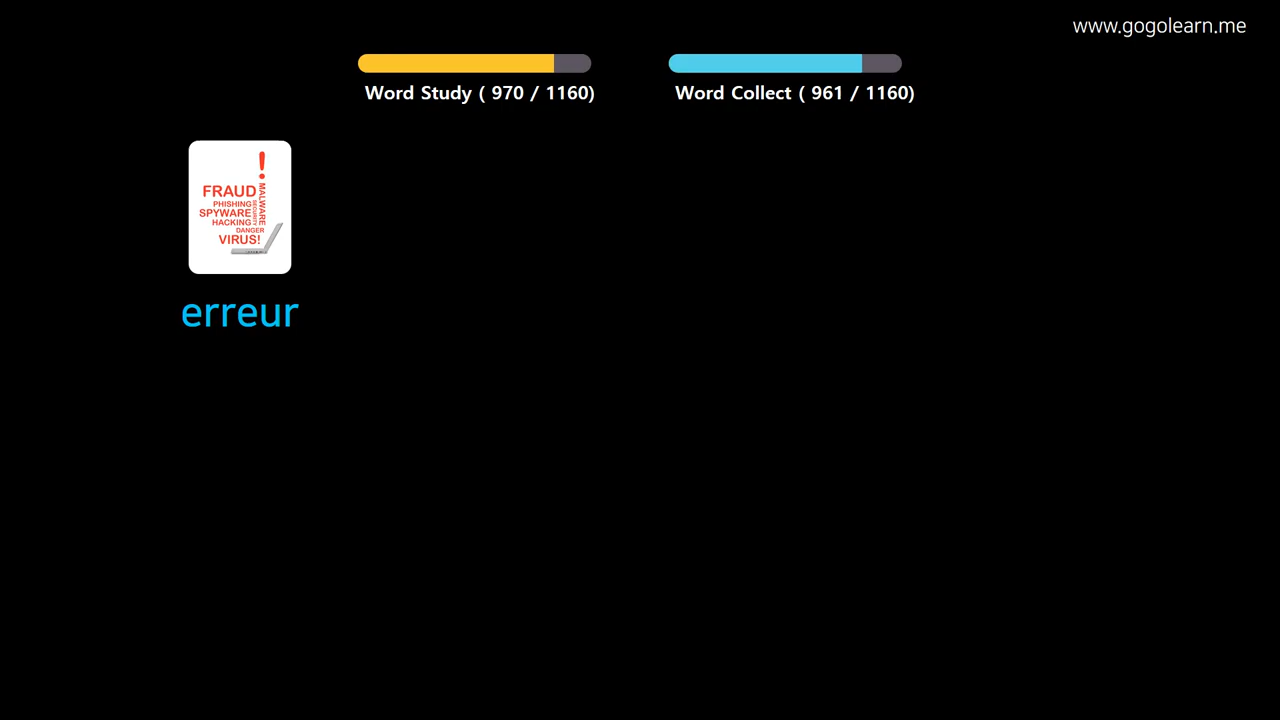 www.gogolearn.me
Word Study ( 970 / 1160)
Word Collect ( 961 / 1160)
!
FRAUD
PHISHING
SPYWARE
HACKING
DANGER
VIRUS!
MALWARE
SECURITY
erreur